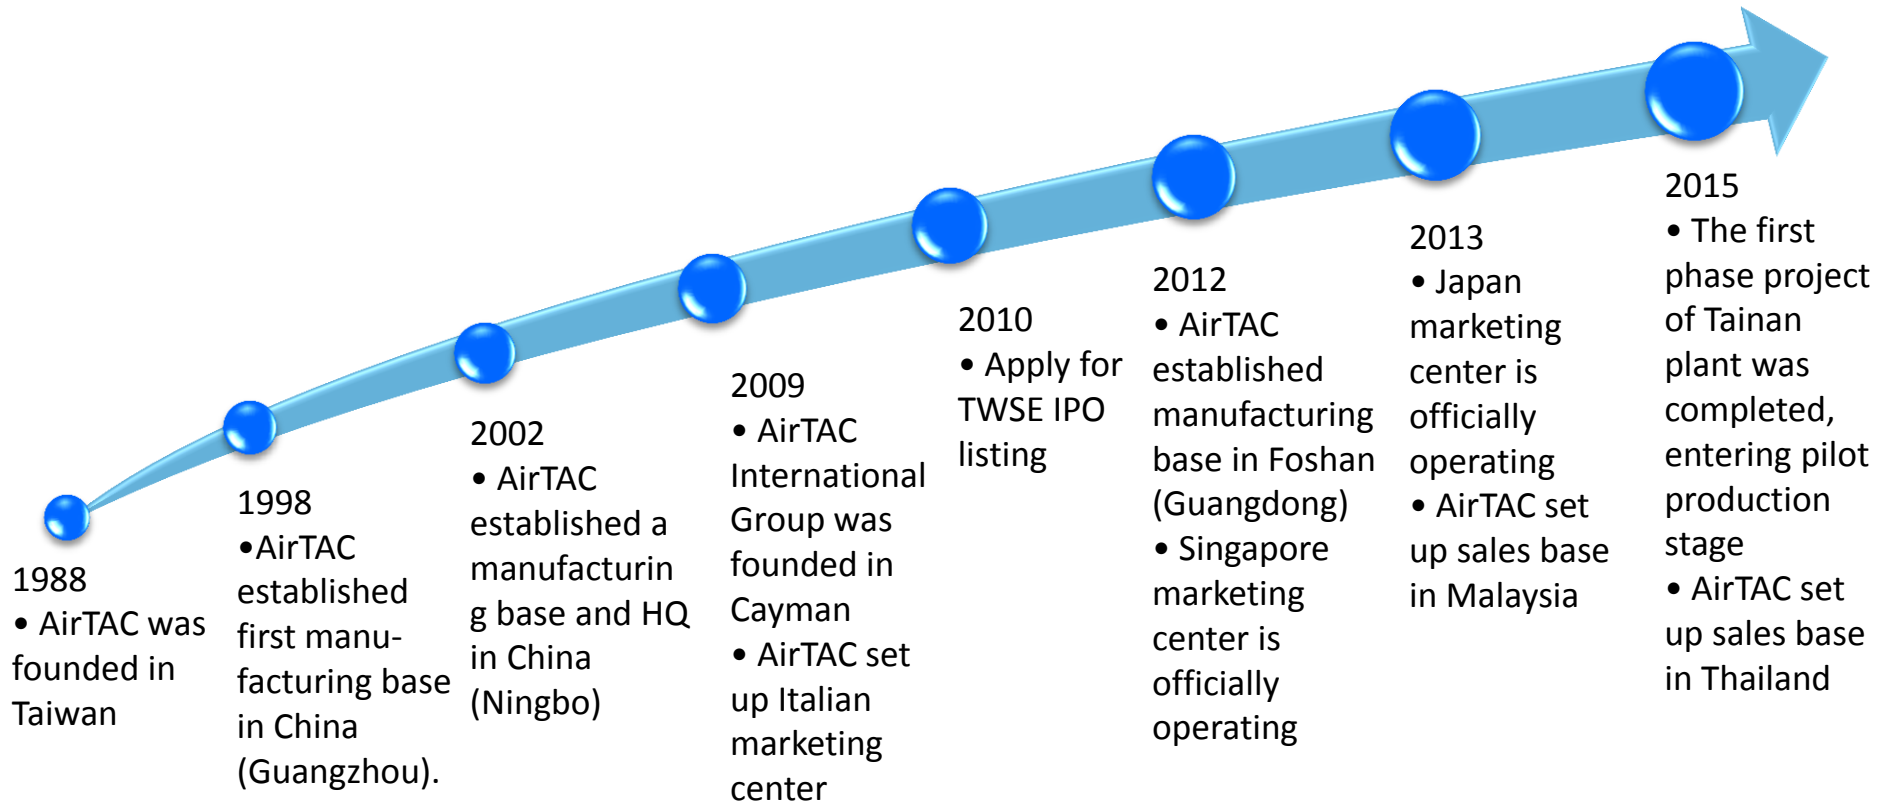 1988
• AirTAC was
founded in
Taiwan
1998
•AirTAC
established
first manu-
facturing base
in China
(Guangzhou).
2002
• AirTAC
established a
manufacturin
g base and HQ
in China
(Ningbo)
2009
• AirTAC
International
Group was
founded in
Cayman
• AirTAC set
up Italian
marketing
center
2010
• Apply for
TWSE IPO
listing
2012
• AirTAC
established
manufacturing
base in Foshan
(Guangdong)
• Singapore
marketing
center is
officially
operating
2013
• Japan
marketing
center is
officially
operating
• AirTAC set
up sales base
in Malaysia
2015
• The first
phase project
of Tainan
plant was
completed,
entering pilot
production
stage
• AirTAC set
up sales base
in Thailand